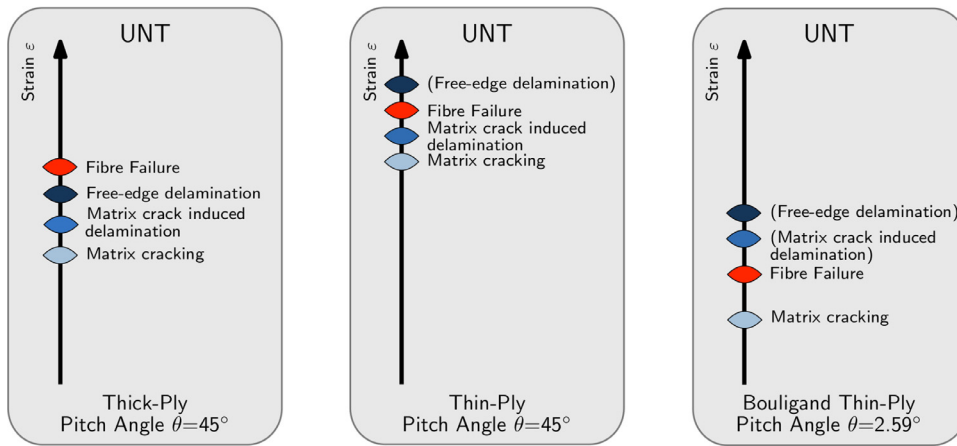 UNT
Strain ε
Fibre Failure
Free-edge delamination
Matrix crack induced
delamination
Matrix cracking
Thick-Ply
Pitch Angle θ=45°
UNT
Strain ε
(Free-edge delamination)
Fibre Failure
Matrix crack induced
delamination
Matrix cracking
Thin-Ply
Pitch Angle θ=45°
UNT
Strain ε
(Free-edge delamination)
(Matrix crack induced
delamination)
Fibre Failure
Matrix cracking
Bouligand Thin-Ply
Pitch Angle θ=2.59°